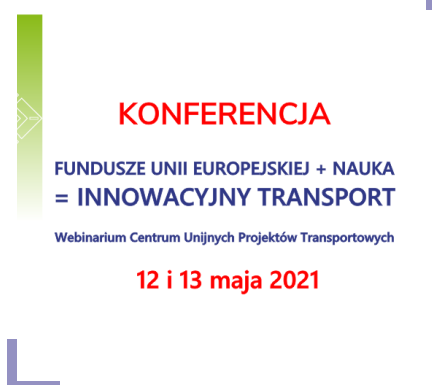 KONFERENCJA
FUNDUSZE UNII EUROPEJSKIEJ + NAUKA
= INNOWACYJNY TRANSPORT
Webinarium Centrum Unijnych Projektów Transportowych
12 i 13 maja 2021